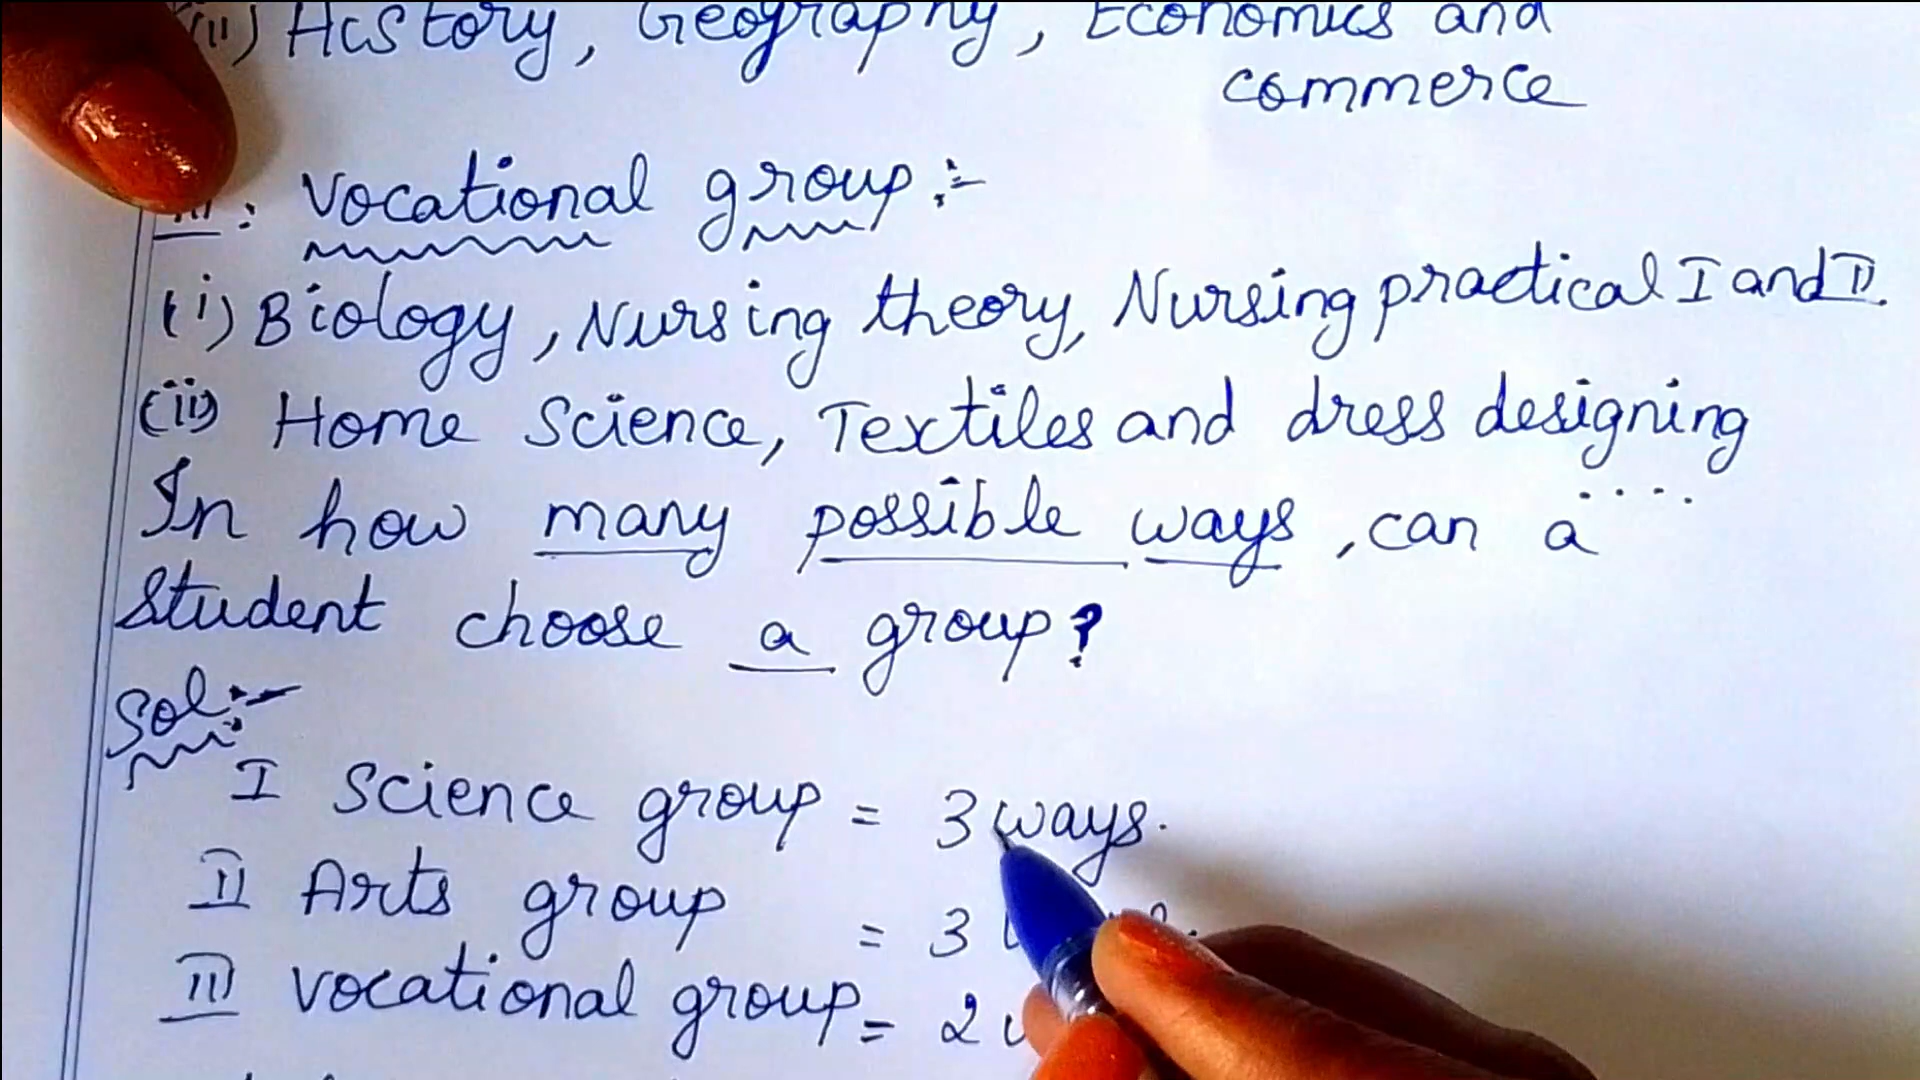 (ii) History, Geography, Economics and
commerce
III : Vocational group :-
(i) Biology, Nursing theory, Nursing practical I and II.
(ii) Home Science, Textiles and dress designing
In how many possible ways, can a
student choose a group?
Sol:-
I Science group = 3 ways.
II Arts group = 3
III Vocational group = 2